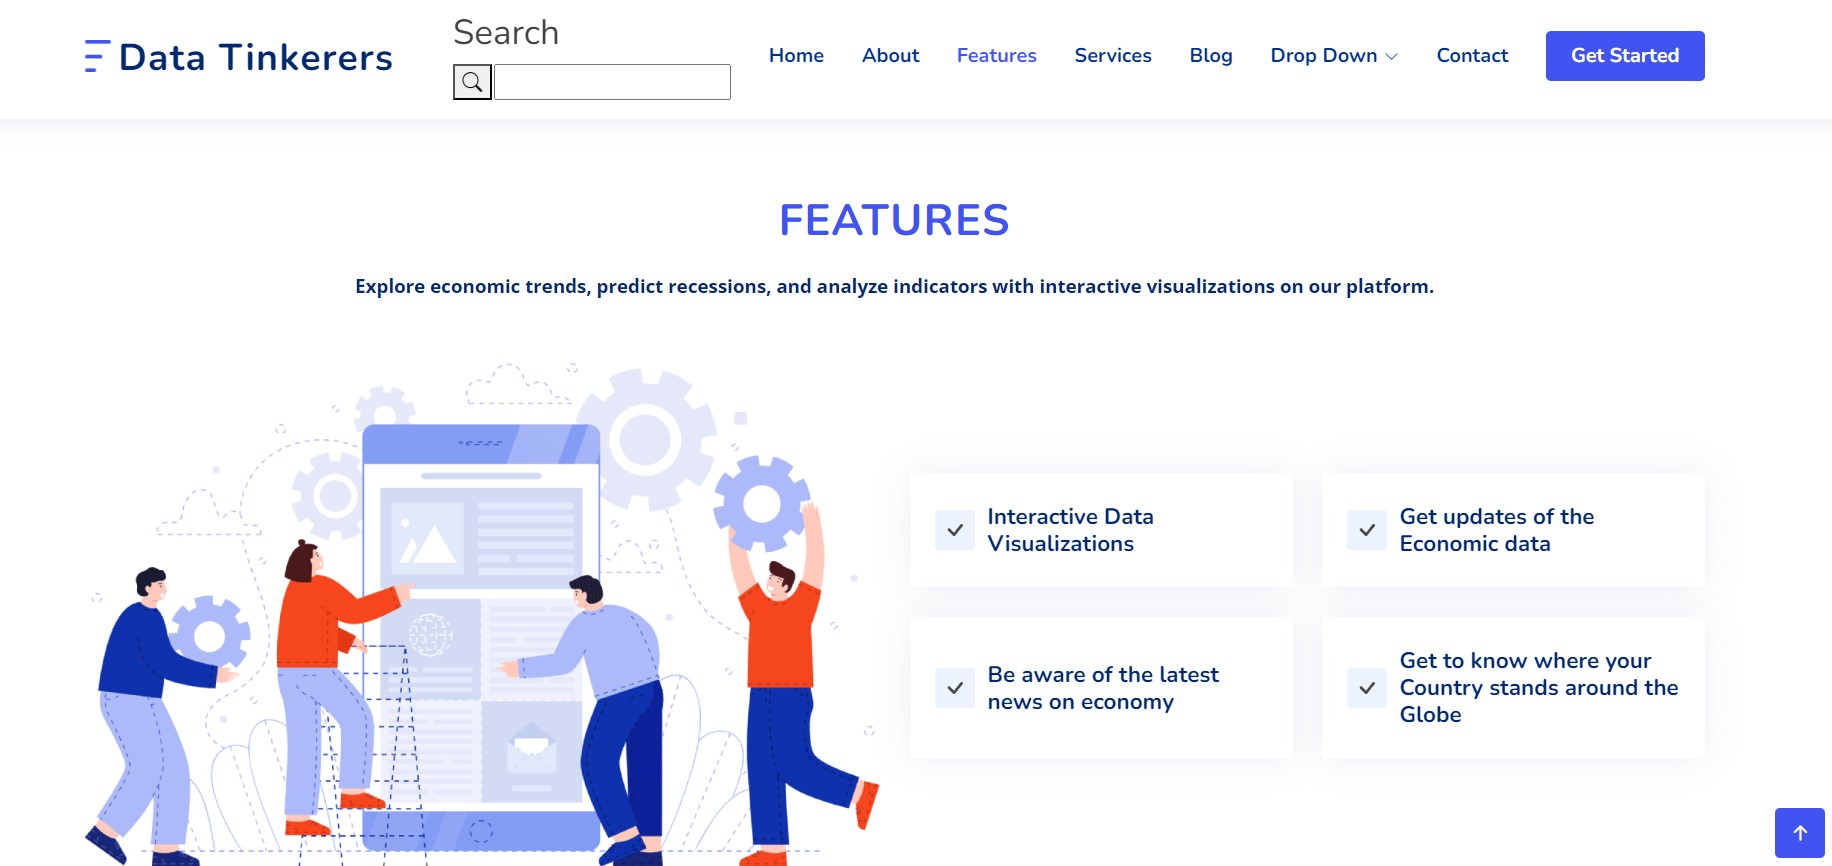 Data Tinkerers
Search
Home About Features Services Blog Drop Down Contact Get Started
FEATURES
Explore economic trends, predict recessions, and analyze indicators with interactive visualizations on our platform.
Interactive Data
Visualizations
Get updates of the
Economic data
Be aware of the latest
news on economy
Get to know where your
Country stands around the
Globe